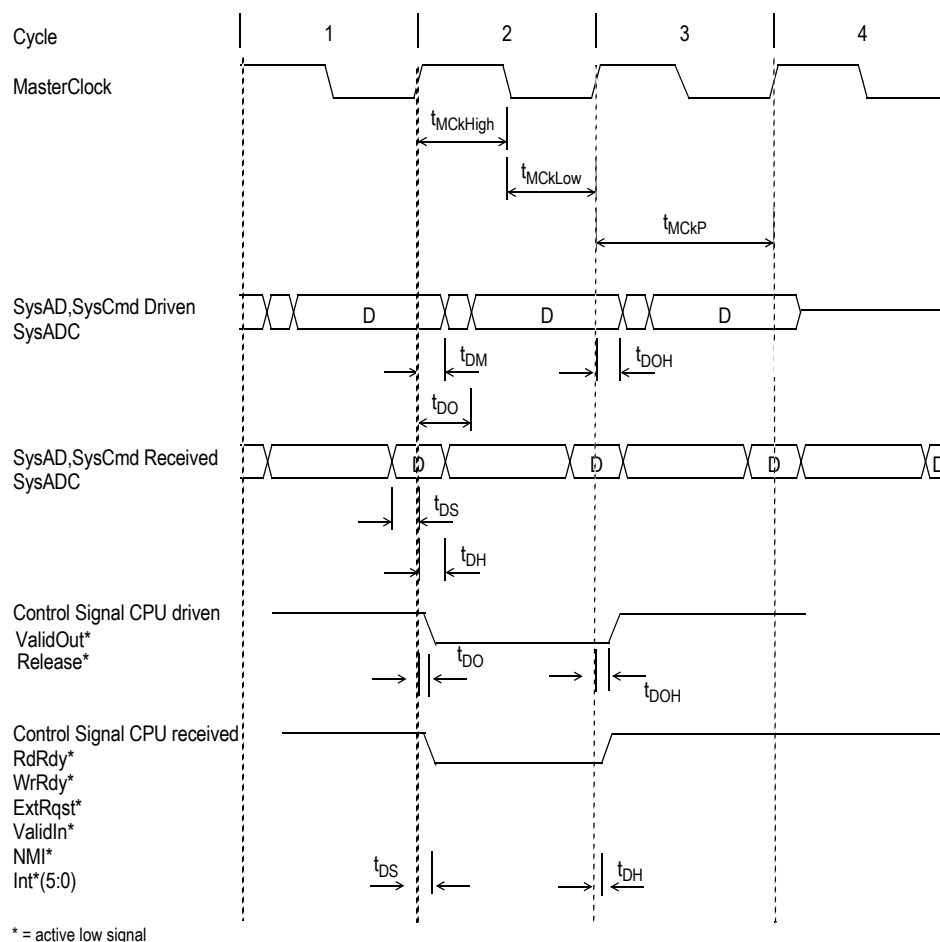 Cycle 1 2 3 4
MasterClock
tMCkHigh
tMCkLow
tMCkP
SysAD,SysCmd Driven
SysADC
D D D
tDM tDOH
tDO
SysAD,SysCmd Received
SysADC
D D D D
tDS
tDH
Control Signal CPU driven
ValidOut*
Release*
tDO
tDOH
Control Signal CPU received
RdRdy*
WrRdy*
ExtRqst*
ValidIn*
NMI*
Int*(5:0)
tDS tDH
* = active low signal